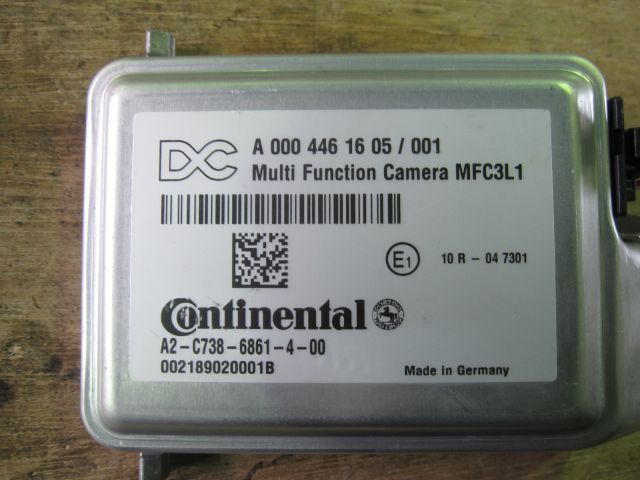 DC
A 000 446 16 05 / 001
Multi Function Camera MFC3L1
E1
10 R - 04 7301
Continental
A2-C738-6861-4-00
002189020001B
Made in Germany